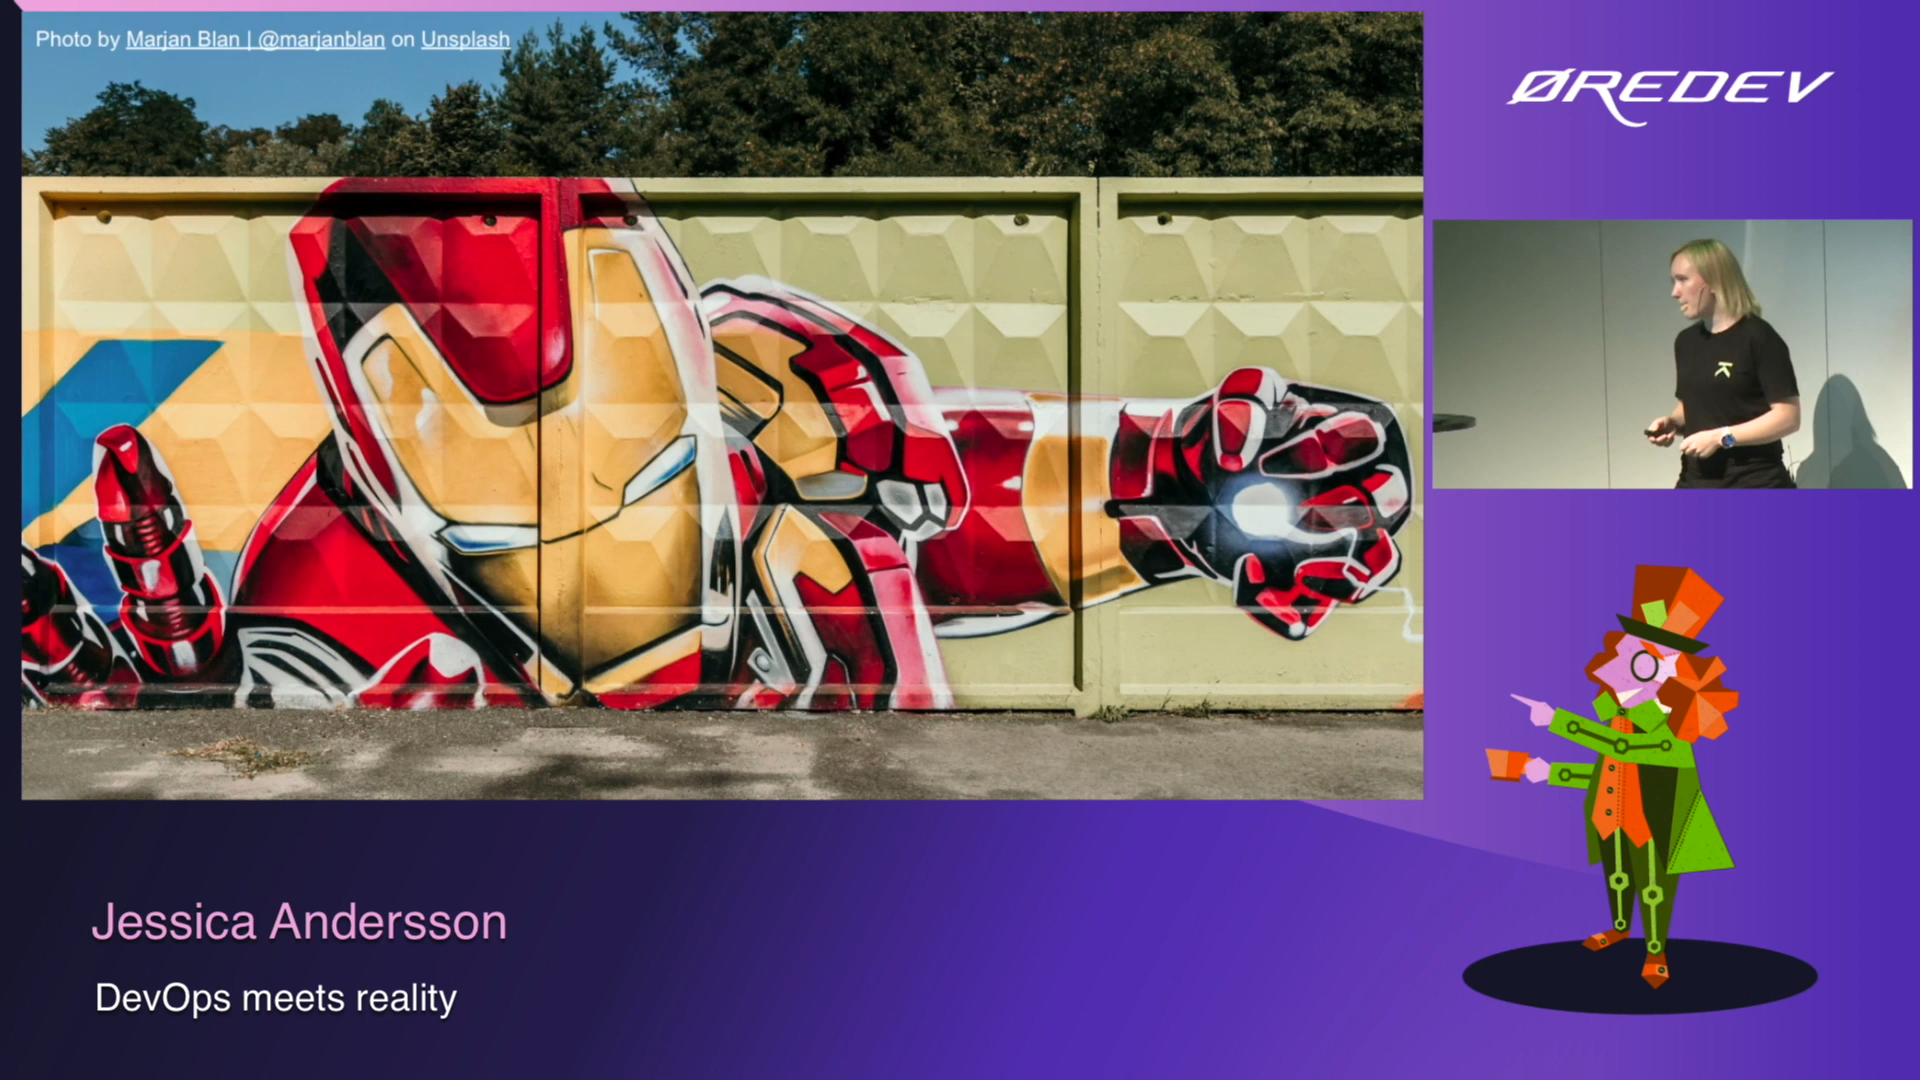 Photo by Marjan Blan | @marjanblan on Unsplash
ØREDEV
Jessica Andersson
DevOps meets reality